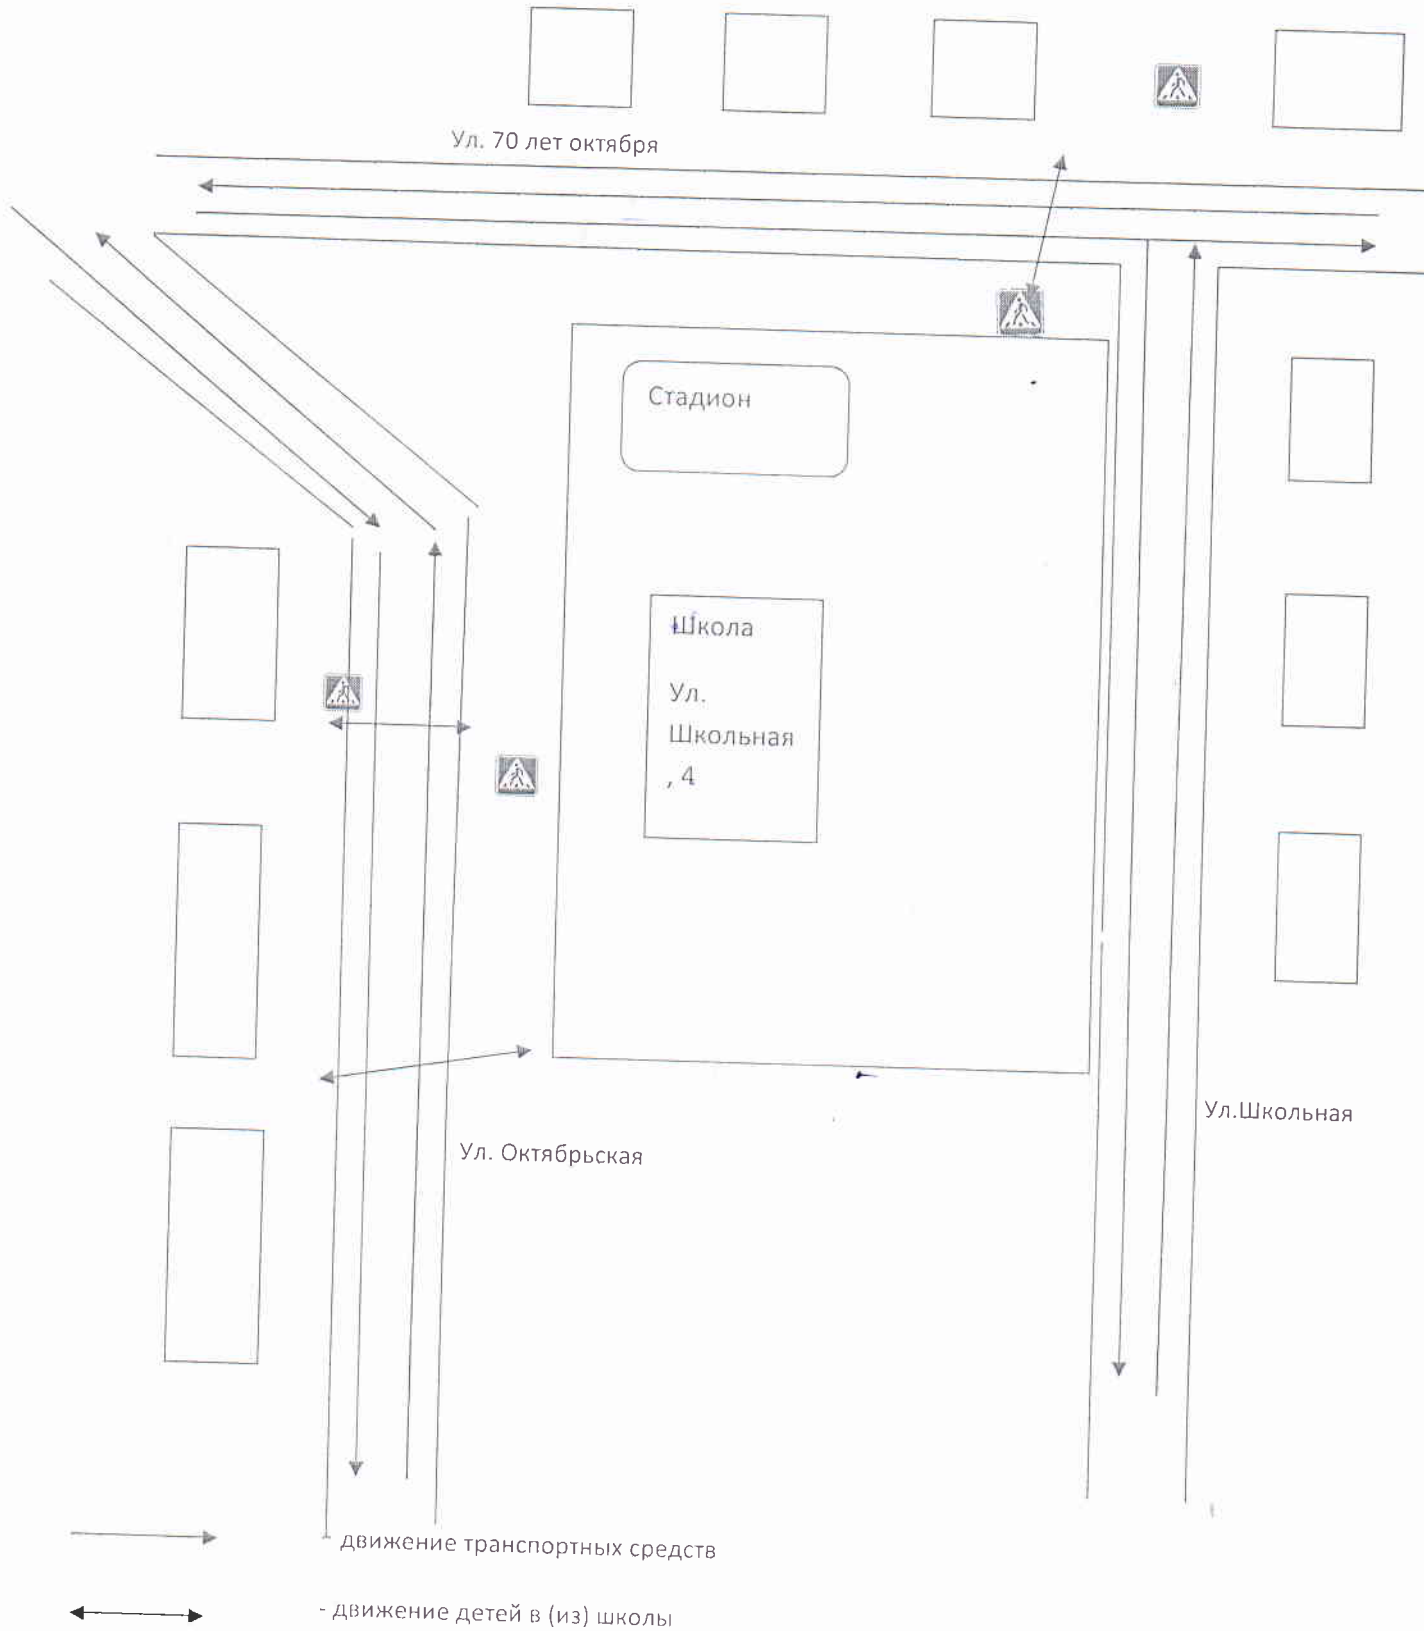 Ул. 70 лет октября
Стадион
Школа
Ул.
Школьная
, 4
Ул.Школьная
Ул. Октябрьская
- движение транспортных средств
- движение детей в (из) школы